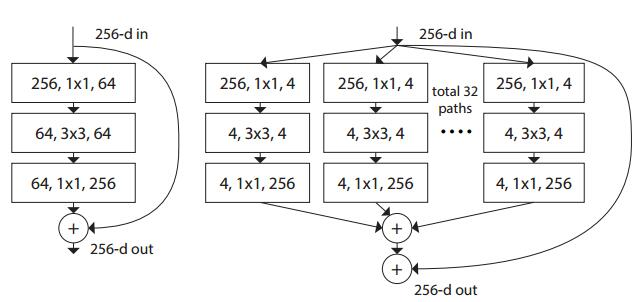 256-d in
256, 1x1, 64
64, 3x3, 64
64, 1x1, 256
+
256-d out
256-d in
256, 1x1, 4
256, 1x1, 4
total 32
paths
256, 1x1, 4
4, 3x3, 4
4, 3x3, 4
....
4, 3x3, 4
4, 1x1, 256
4, 1x1, 256
4, 1x1, 256
+
+
256-d out